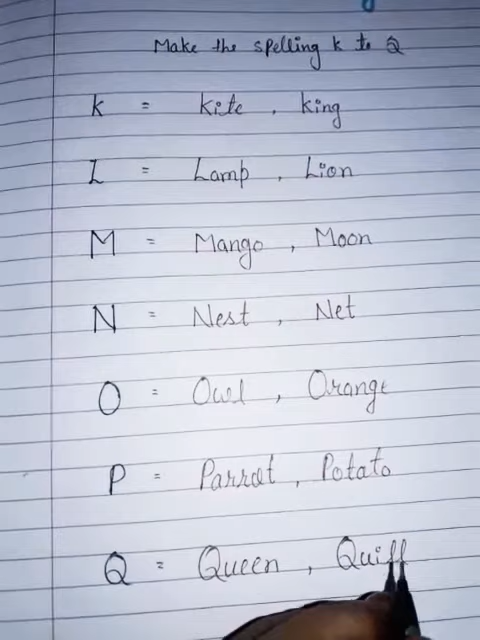 Make the spelling k to Q
k = kite , king
L = Lamp , Lion
M = Mango , Moon
N = Nest , Net
O = Owl , Orange
P = Parrot , Potato
Q = Queen , Quiff